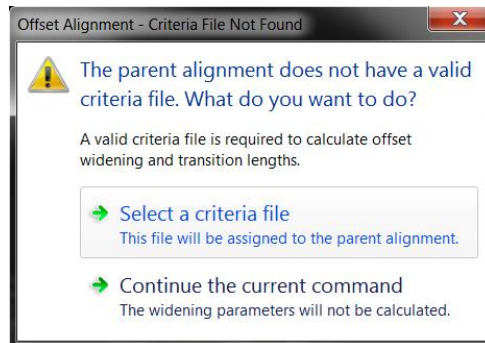 Offset Alignment - Criteria File Not Found
The parent alignment does not have a valid
criteria file. What do you want to do?
A valid criteria file is required to calculate offset
widening and transition lengths.
Select a criteria file
This file will be assigned to the parent alignment.
Continue the current command
The widening parameters will not be calculated.